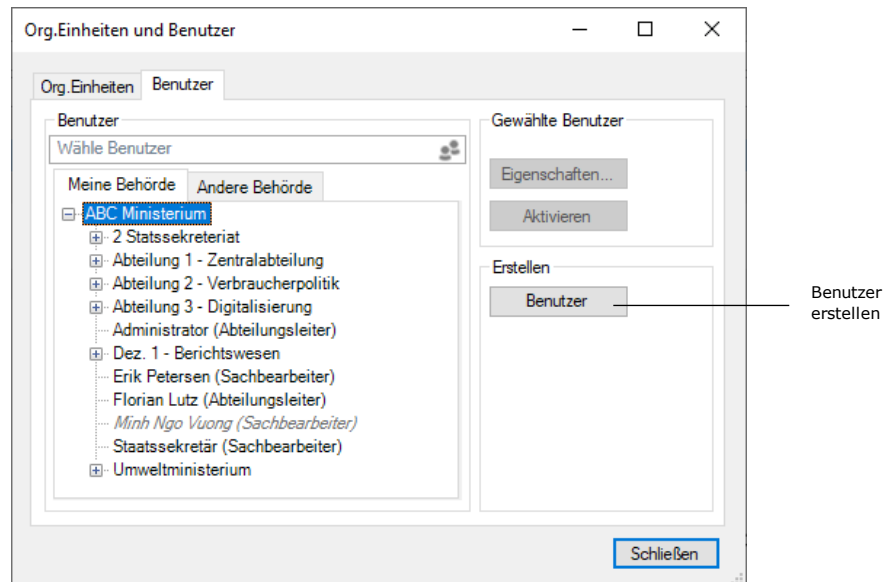 Org.Einheiten und Benutzer
Org.Einheiten
Benutzer
Benutzer
Wähle Benutzer
Meine Behörde
Andere Behörde
ABC Ministerium
2 Statssekreteriat
Abteilung 1 - Zentralabteilung
Abteilung 2 - Verbraucherpolitik
Abteilung 3 - Digitalisierung
Administrator (Abteilungsleiter)
Dez. 1 - Berichtswesen
Erik Petersen (Sachbearbeiter)
Florian Lutz (Abteilungsleiter)
Minh Ngo Vuong (Sachbearbeiter)
Staatssekretär (Sachbearbeiter)
Umweltministerium
Gewählte Benutzer
Eigenschaften...
Aktivieren
Erstellen
Benutzer
Benutzer
erstellen
Schließen